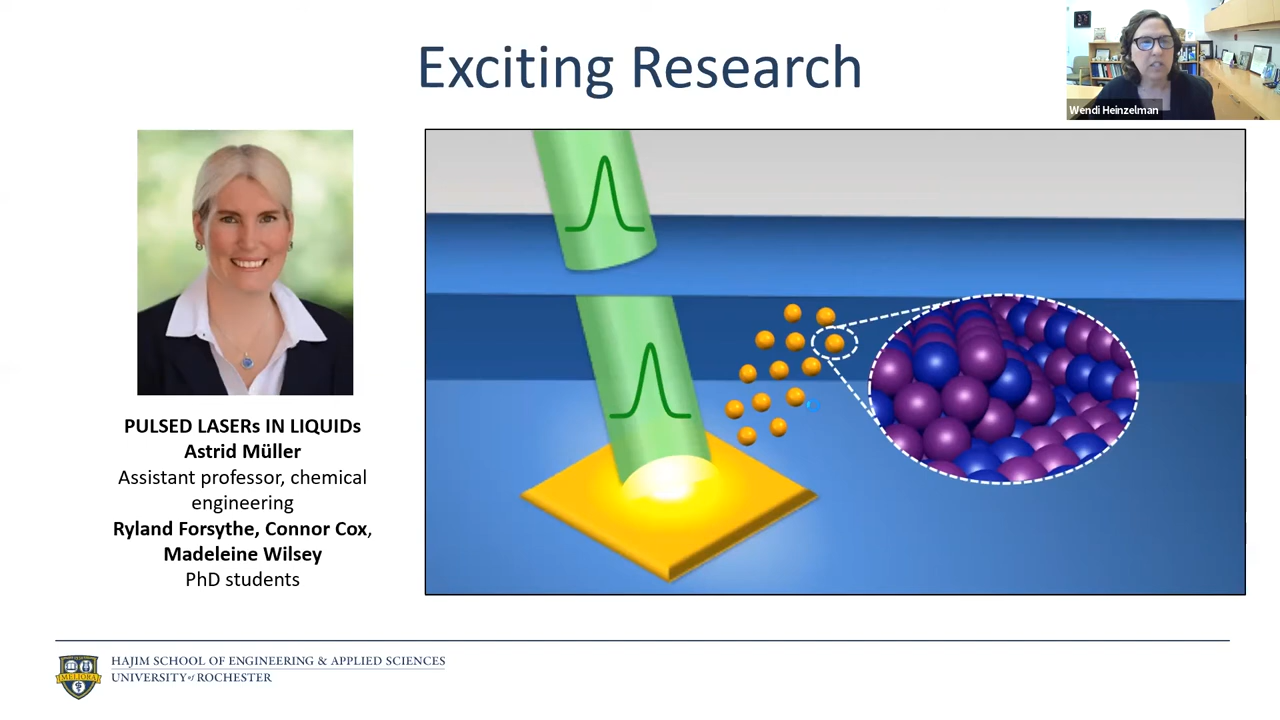 Exciting Research
Wendi Heinzelman
PULSED LASERs IN LIQUIDs
Astrid Müller
Assistant professor, chemical
engineering
Ryland Forsythe, Connor Cox,
Madeleine Wilsey
PhD students
MELIORA
HAJIM SCHOOL OF ENGINEERING & APPLIED SCIENCES
UNIVERSITY of ROCHESTER